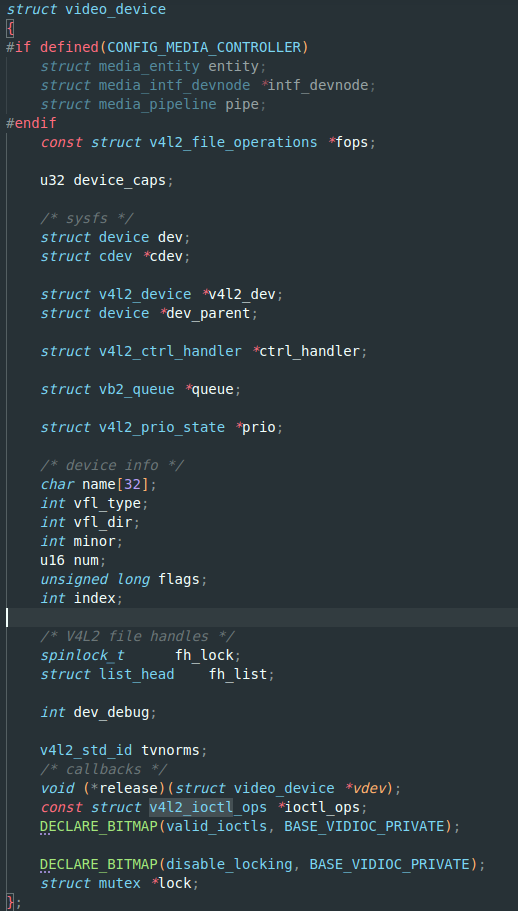 struct video_device
{
#if defined(CONFIG_MEDIA_CONTROLLER)
    struct media_entity entity;
    struct media_intf_devnode *intf_devnode;
    struct media_pipeline pipe;
#endif
    const struct v4l2_file_operations *fops;

    u32 device_caps;

    /* sysfs */
    struct device dev;
    struct cdev *cdev;

    struct v4l2_device *v4l2_dev;
    struct device *dev_parent;

    struct v4l2_ctrl_handler *ctrl_handler;

    struct vb2_queue *queue;

    struct v4l2_prio_state *prio;

    /* device info */
    char name[32];
    int vfl_type;
    int vfl_dir;
    int minor;
    u16 num;
    unsigned long flags;
    int index;

    /* V4L2 file handles */
    spinlock_t      fh_lock;
    struct list_head    fh_list;

    int dev_debug;

    v4l2_std_id tvnorms;
    /* callbacks */
    void (*release)(struct video_device *vdev);
    const struct v4l2_ioctl_ops *ioctl_ops;
    DECLARE_BITMAP(valid_ioctls, BASE_VIDIOC_PRIVATE);

    DECLARE_BITMAP(disable_locking, BASE_VIDIOC_PRIVATE);
    struct mutex *lock;
};